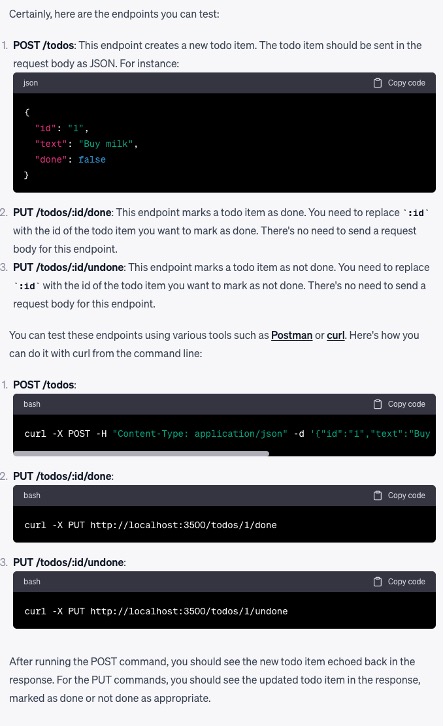 Certainly, here are the endpoints you can test:
1. POST /todos: This endpoint creates a new todo item. The todo item should be sent in the
request body as JSON. For instance:
json Copy code
{
"id": "1",
"text": "Buy milk",
"done": false
}
2. PUT /todos/:id/done: This endpoint marks a todo item as done. You need to replace `:id`
with the id of the todo item you want to mark as done. There's no need to send a request
body for this endpoint.
3. PUT /todos/:id/undone: This endpoint marks a todo item as not done. You need to replace
`:id` with the id of the todo item you want to mark as not done. There's no need to send a
request body for this endpoint.
You can test these endpoints using various tools such as Postman or curl. Here's how you
can do it with curl from the command line:
1. POST /todos:
bash Copy code
curl -X POST -H "Content-Type: application/json" -d '{"id":"1","text":"Buy
2. PUT /todos/:id/done:
bash Copy code
curl -X PUT http://localhost:3500/todos/1/done
3. PUT /todos/:id/undone:
bash Copy code
curl -X PUT http://localhost:3500/todos/1/undone
After running the POST command, you should see the new todo item echoed back in the
response. For the PUT commands, you should see the updated todo item in the response,
marked as done or not done as appropriate.